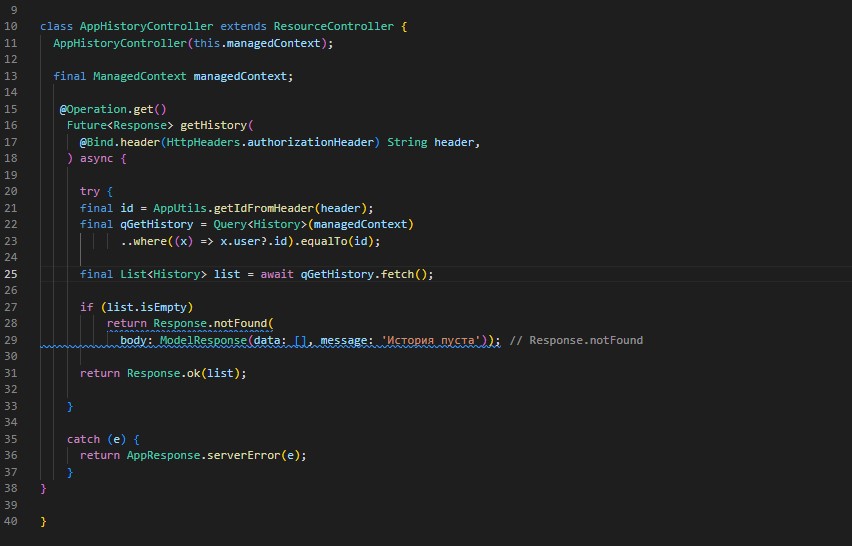 9
10 class AppHistoryController extends ResourceController {
11 AppHistoryController(this.managedContext);
12
13 final ManagedContext managedContext;
14
15 @Operation.get()
16 Future<Response> getHistory(
17 @Bind.header(HttpHeaders.authorizationHeader) String header,
18 ) async {
19
20 try {
21 final id = AppUtils.getIdFromHeader(header);
22 final qGetHistory = Query<History>(managedContext)
23 ..where((x) => x.user?.id).equalTo(id);
24
25 final List<History> list = await qGetHistory.fetch();
26
27 if (list.isEmpty)
28 return Response.notFound(
29 body: ModelResponse(data: [], message: 'История пуста')); // Response.notFound
30
31 return Response.ok(list);
32
33 }
34
35 catch (e) {
36 return AppResponse.serverError(e);
37 }
38 }
39
40 }